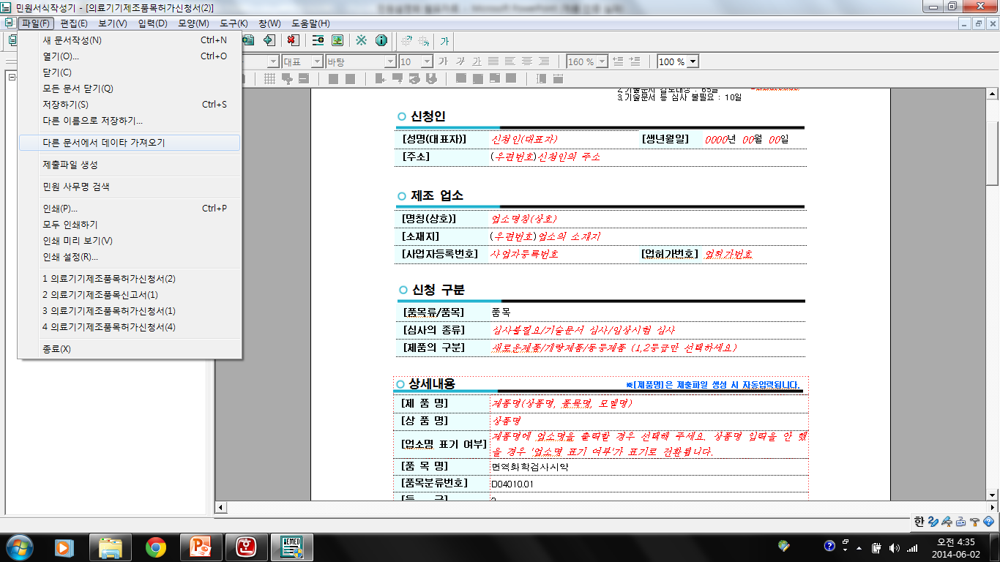 민원서식작성기 - [의료기기제조품목허가신청서(2)]
파일(F) 편집(E) 보기(V) 입력(D) 모양(M) 도구(K) 창(W) 도움말(H)
새 문서작성(N) Ctrl+N
열기(O)... Ctrl+O
닫기(C)
모든 문서 닫기(Q)
저장하기(S) Ctrl+S
다른 이름으로 저장하기...
다른 문서에서 데이타 가져오기
제출파일 생성
민원 사무명 검색
인쇄(P)... Ctrl+P
모두 인쇄하기
인쇄 미리 보기(V)
인쇄 설정(R)...
1 의료기기제조품목허가신청서(2)
2 의료기기제조품목신고서(1)
3 의료기기제조품목허가신청서(1)
4 의료기기제조품목허가신청서(4)
종료(X)
대표 바탕 10 가 가 가 160 % 100 %
3.기술문서 등 심사 불필요 : 10일
신청인
[성명(대표자)] 신청인(대표자) [생년월일] 0000년 00월 00일
[주소] (우편번호)신청인의 주소
제조 업소
[명칭(상호)] 업소명칭(상호)
[소재지] (우편번호)업소의 소재지
[사업자등록번호] 사업자등록번호 [업허가번호] 업허가번호
신청 구분
[품목류/품목] 품목
[심사의 종류] 심사불필요/기술문서 심사/임상시험 심사
[제품의 구분] 새로운제품/개량제품/동등제품 (1,2등급만 선택하세요)
상세내용 ※[제품명]은 제출파일 생성 시 자동입력됩니다.
[제 품 명] 제품명(상품명, 품목명, 모델명)
[상 품 명] 상품명
[업소명 표기 여부] 제품명에 업소명을 출력할 경우 선택해 주세요. 상품명 입력을 안 했
을 경우 '업소명 표기 여부'가 표기로 전환됩니다.
[품 목 명] 면역화학검사시약
[품목분류번호] D04010.01
한
오전 4:35
2014-06-02